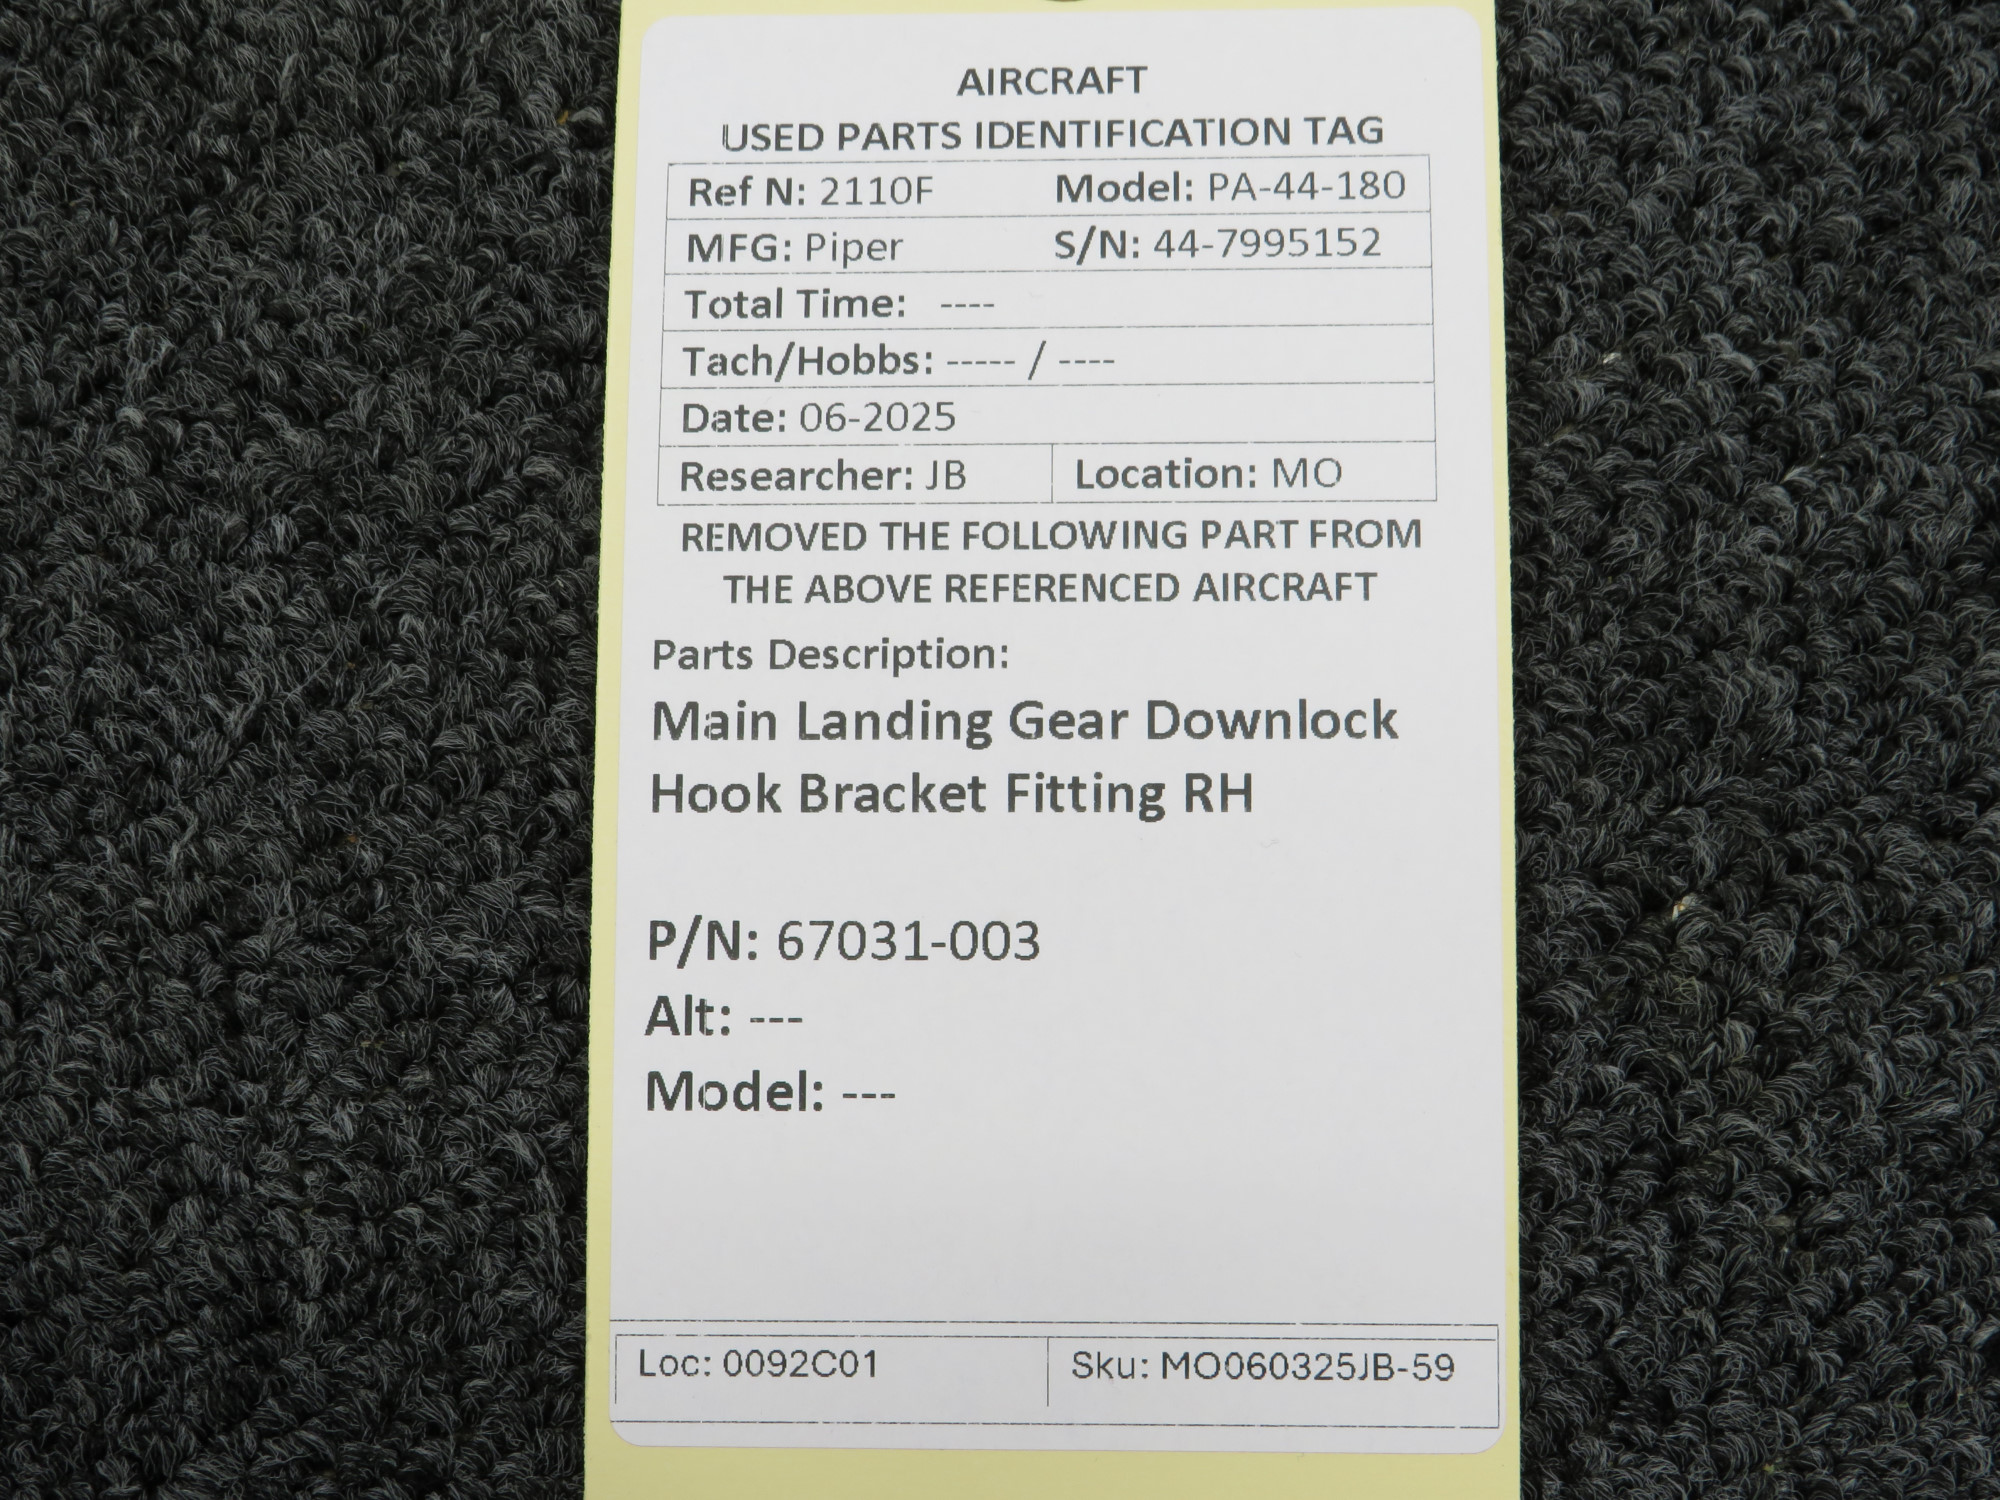 AIRCRAFT
USED PARTS IDENTIFICATION TAG
Ref N: 2110F Model: PA-44-180
MFG: Piper S/N: 44-7995152
Total Time: ----
Tach/Hobbs: ----- / ----
Date: 06-2025
Researcher: JB Location: MO
REMOVED THE FOLLOWING PART FROM
THE ABOVE REFERENCED AIRCRAFT
Parts Description:
Main Landing Gear Downlock
Hook Bracket Fitting RH
P/N: 67031-003
Alt: ---
Model: ---
Loc: 0092C01 Sku: MO060325JB-59